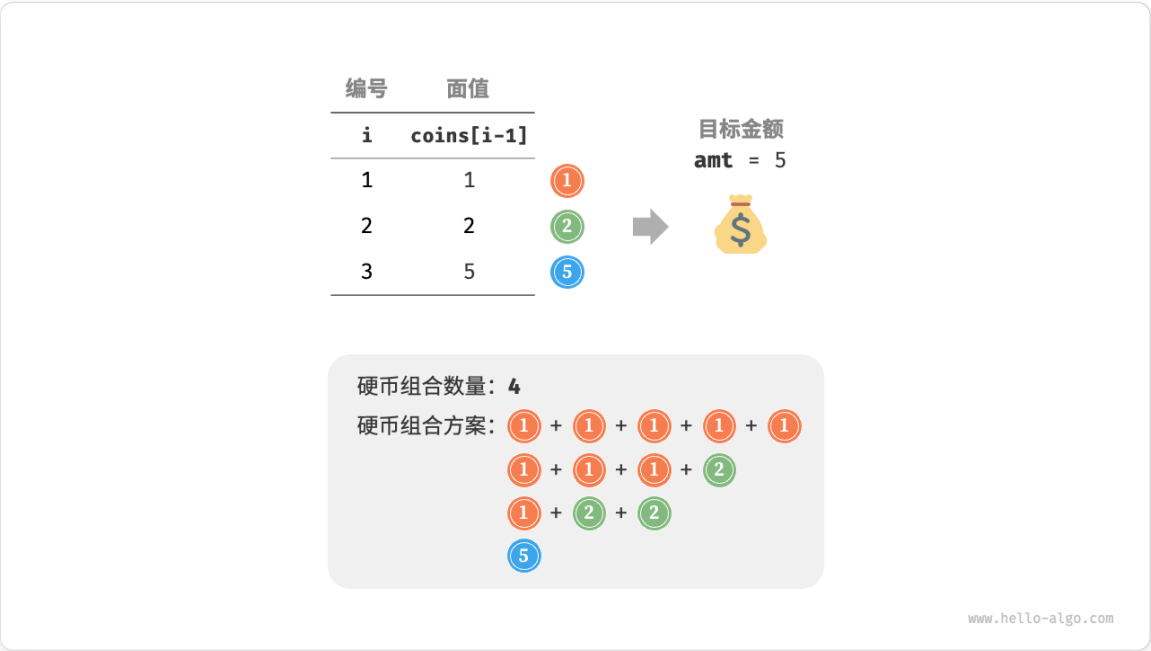 编号 面值
i coins[i-1]
1 1 1
2 2 2
3 5 5
目标金额
amt = 5
$
硬币组合数量：4
硬币组合方案：1 + 1 + 1 + 1 + 1
1 + 1 + 1 + 2
1 + 2 + 2
5
www.hello-algo.com